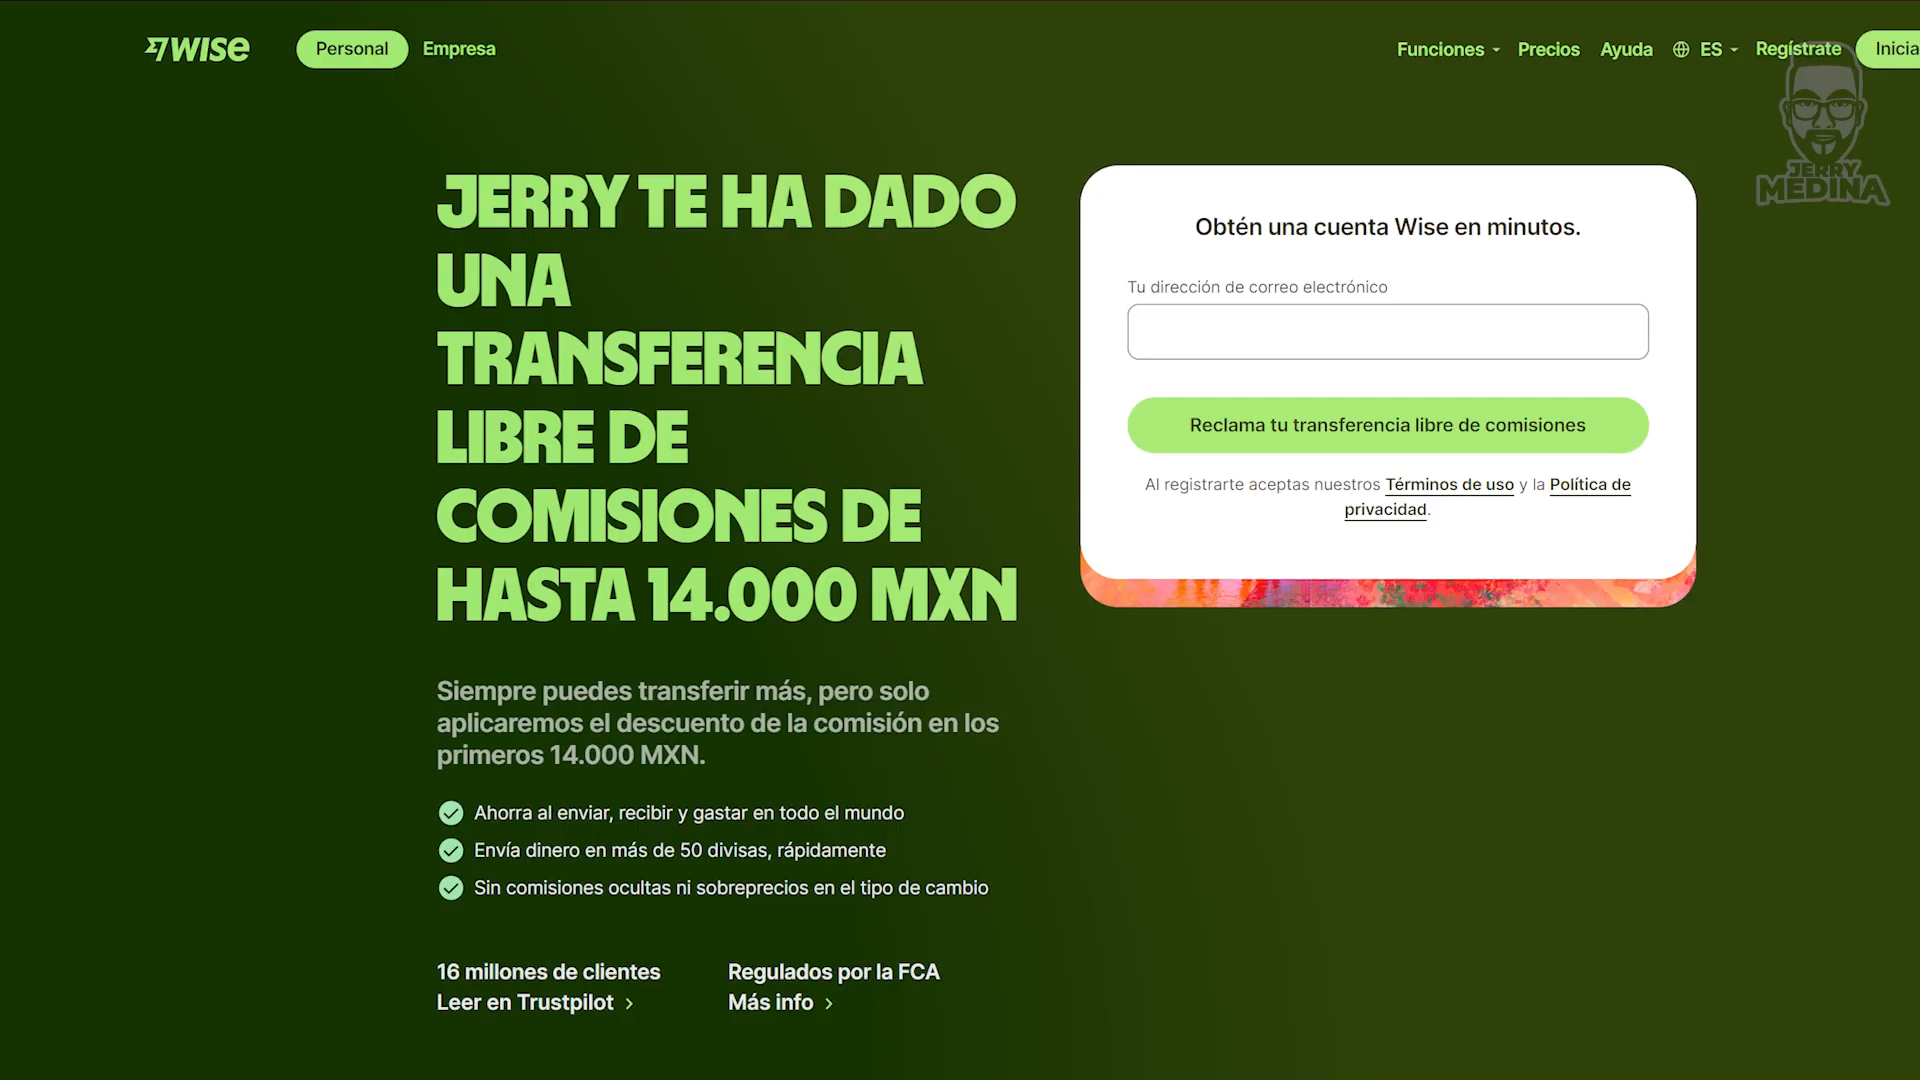 WISE
Personal
Empresa
Funciones
Precios
Ayuda
ES
Regístrate
Inicia
JERRY MEDINA
JERRY TE HA DADO
UNA
TRANSFERENCIA
LIBRE DE
COMISIONES DE
HASTA 14.000 MXN
Siempre puedes transferir más, pero solo
aplicaremos el descuento de la comisión en los
primeros 14.000 MXN.
Ahorra al enviar, recibir y gastar en todo el mundo
Envía dinero en más de 50 divisas, rápidamente
Sin comisiones ocultas ni sobreprecios en el tipo de cambio
16 millones de clientes
Leer en Trustpilot
Regulados por la FCA
Más info
Obtén una cuenta Wise en minutos.
Tu dirección de correo electrónico
Reclama tu transferencia libre de comisiones
Al registrarte aceptas nuestros Términos de uso y la Política de
privacidad.